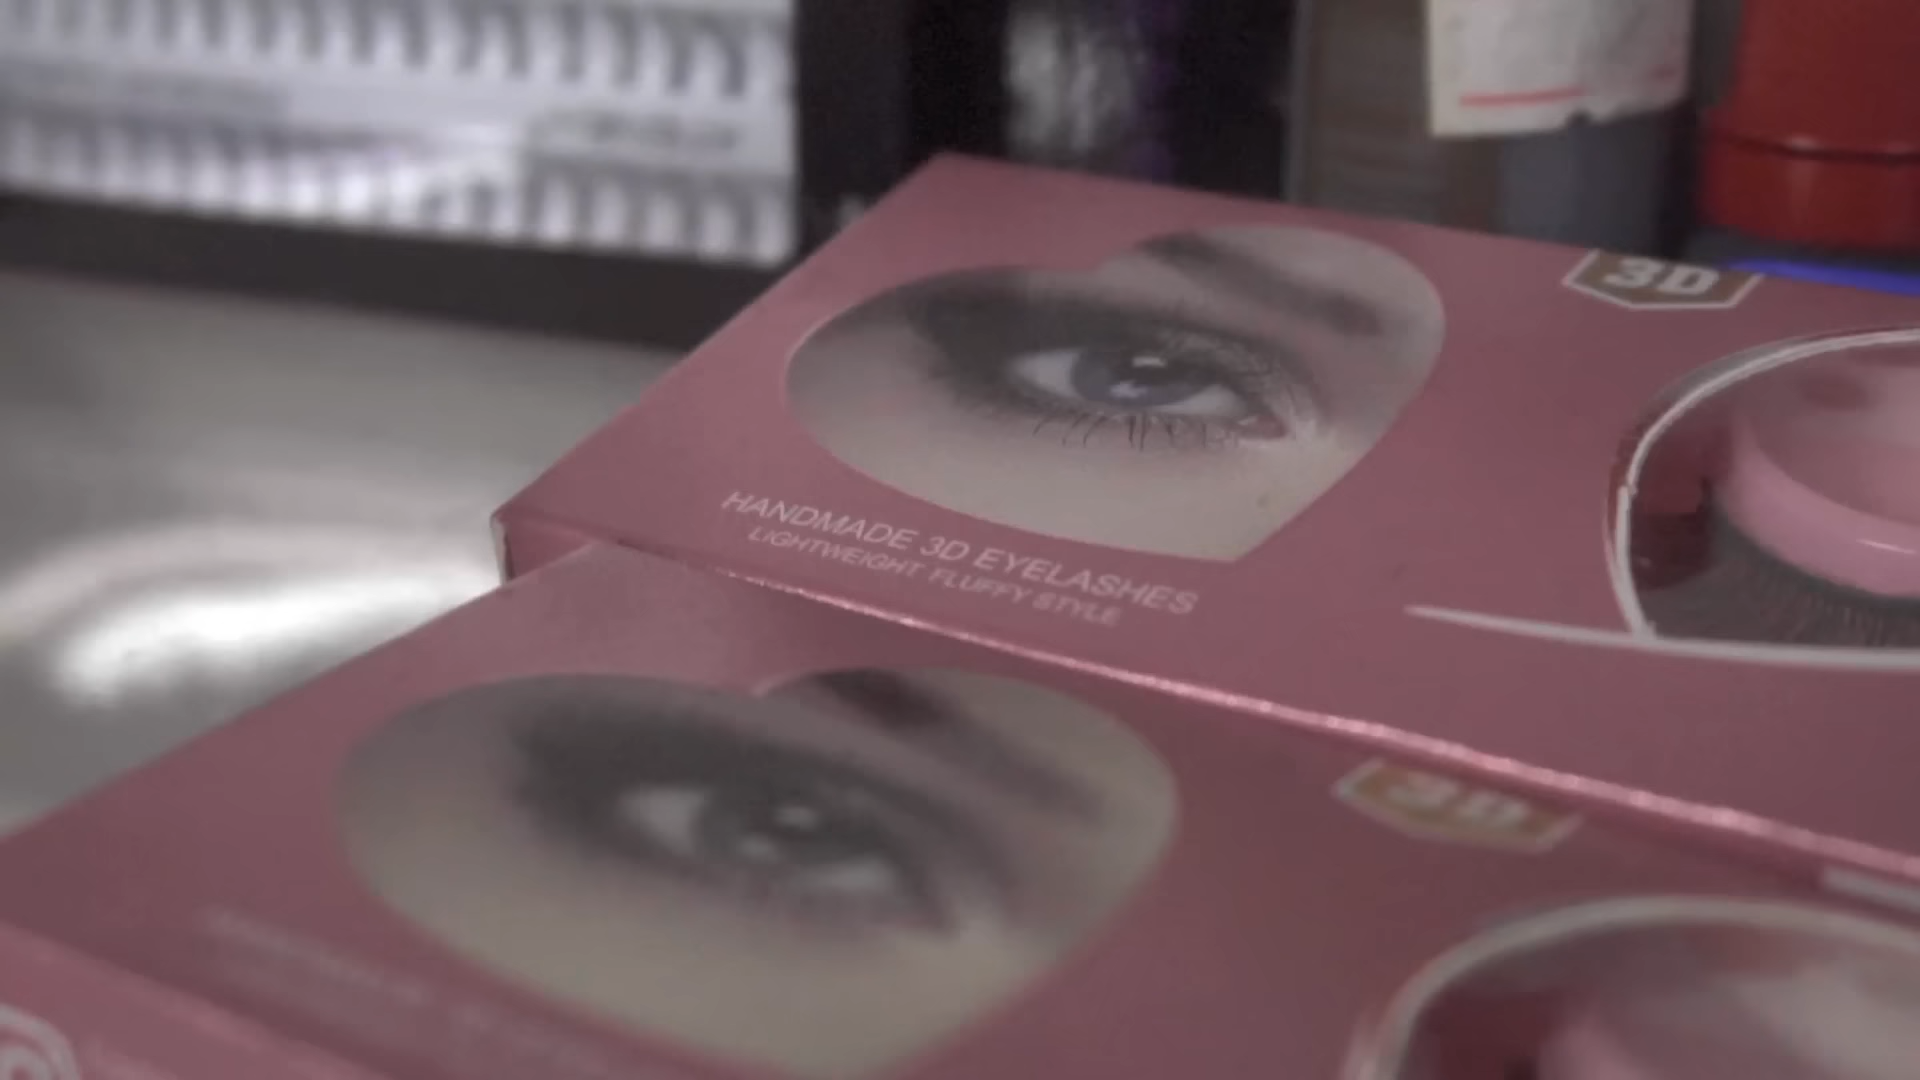 3D
HANDMADE 3D EYELASHES
LIGHTWEIGHT FLUFFY STYLE
3D